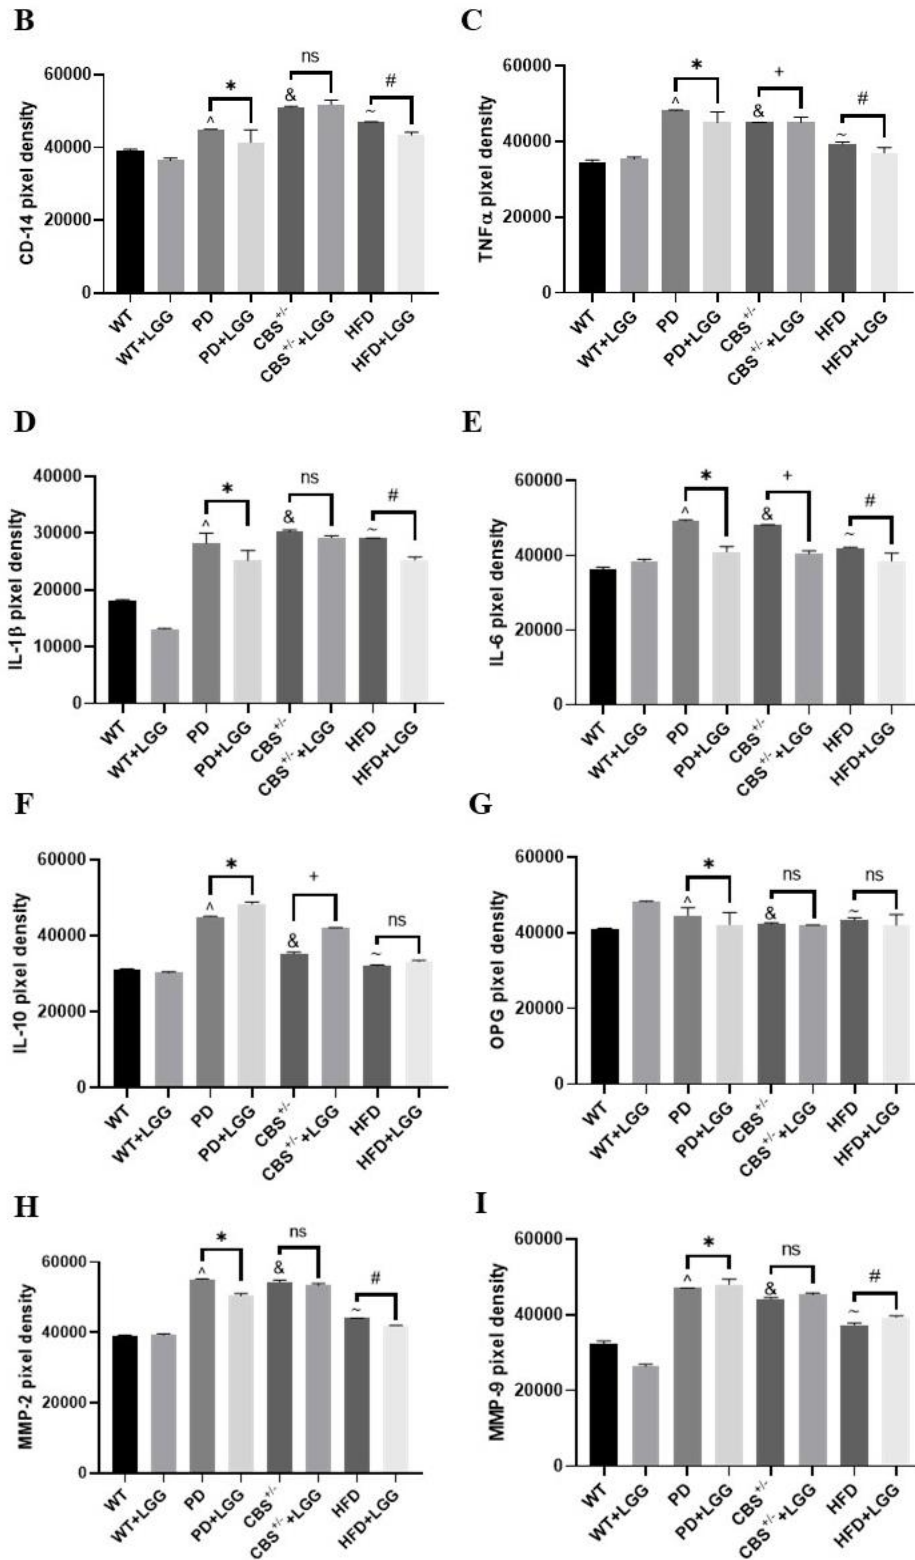 B
CD-14 pixel density
60000
40000
20000
0
* ns #
^ & ~
WT WT+LGG PD PD+LGG CBS+/- CBS+/-+LGG HFD HFD+LGG
C
TNFα pixel density
60000
40000
20000
0
* + #
^ & ~
WT WT+LGG PD PD+LGG CBS+/- CBS+/-+LGG HFD HFD+LGG
D
IL-1β pixel density
40000
30000
20000
10000
0
* ns #
^ & ~
WT WT+LGG PD PD+LGG CBS+/- CBS+/-+LGG HFD HFD+LGG
E
IL-6 pixel density
60000
40000
20000
0
* + #
^ & ~
WT WT+LGG PD PD+LGG CBS+/- CBS+/-+LGG HFD HFD+LGG
F
IL-10 pixel density
60000
40000
20000
0
* + ns
^ & ~
WT WT+LGG PD PD+LGG CBS+/- CBS+/-+LGG HFD HFD+LGG
G
OPG pixel density
60000
40000
20000
0
* ns ns
^ & ~
WT WT+LGG PD PD+LGG CBS+/- CBS+/-+LGG HFD HFD+LGG
H
MMP-2 pixel density
60000
40000
20000
0
* ns #
^ & ~
WT WT+LGG PD PD+LGG CBS+/- CBS+/-+LGG HFD HFD+LGG
I
MMP-9 pixel density
60000
40000
20000
0
* ns #
^ & ~
WT WT+LGG PD PD+LGG CBS+/- CBS+/-+LGG HFD HFD+LGG